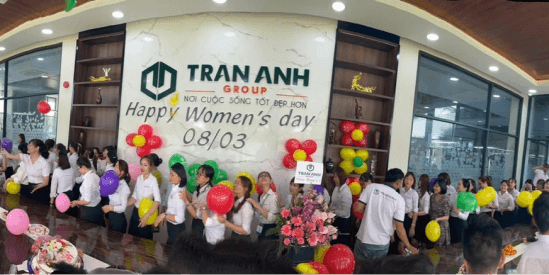 TRAN ANH
GROUP
NƠI CUỘC SỐNG TỐT ĐẸP HƠN
Happy Women's day
08/03